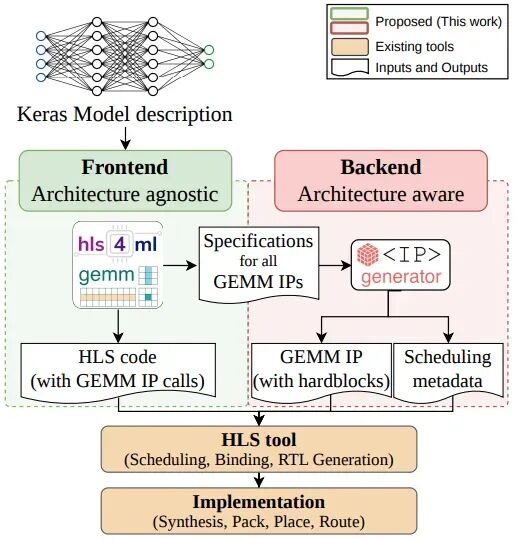 Proposed (This work)
Existing tools
Inputs and Outputs
Keras Model description
Frontend
Architecture agnostic
Backend
Architecture aware
hls 4 ml
gemm
Specifications
for all
GEMM IPs
<IP>
generator
HLS code
(with GEMM IP calls)
GEMM IP
(with hardblocks)
Scheduling
metadata
HLS tool
(Scheduling, Binding, RTL Generation)
Implementation
(Synthesis, Pack, Place, Route)